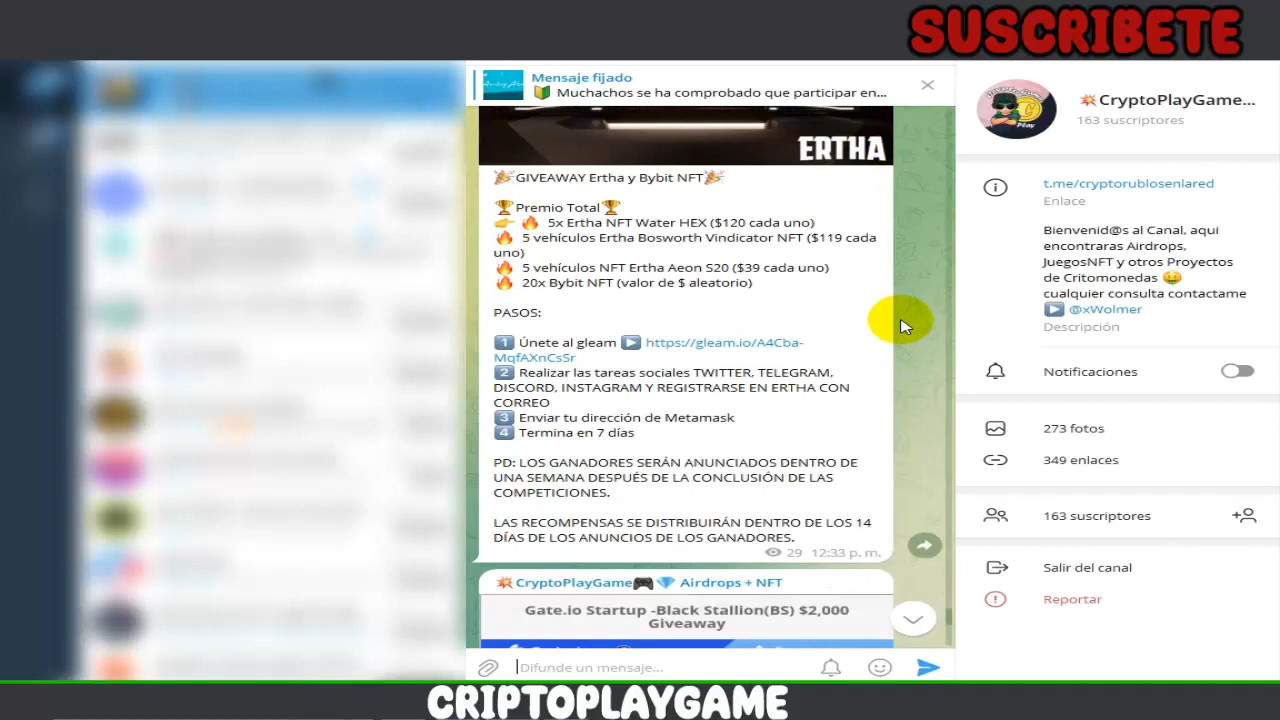 SUSCRIBETE
Mensaje fijado
🔰 Muchachos se ha comprobado que participar en...
ERTHA
🎉GIVEAWAY Ertha y Bybit NFT🎉
🏆Premio Total🏆
👉 🔥 5x Ertha NFT Water HEX ($120 cada uno)
🔥 5 vehículos Ertha Bosworth Vindicator NFT ($119 cada
uno)
🔥 5 vehículos NFT Ertha Aeon S20 ($39 cada uno)
🔥 20x Bybit NFT (valor de $ aleatorio)
PASOS:
1️⃣ Únete al gleam ▶️ https://gleam.io/A4Cba-
MqfAXnCsSr
2️⃣ Realizar las tareas sociales TWITTER, TELEGRAM,
DISCORD, INSTAGRAM Y REGISTRARSE EN ERTHA CON
CORREO
3️⃣ Enviar tu dirección de Metamask
4️⃣ Termina en 7 días
PD: LOS GANADORES SERÁN ANUNCIADOS DENTRO DE
UNA SEMANA DESPUÉS DE LA CONCLUSIÓN DE LAS
COMPETICIONES.
LAS RECOMPENSAS SE DISTRIBUIRÁN DENTRO DE LOS 14
DÍAS DE LOS ANUNCIOS DE LOS GANADORES.
29 12:33 p. m.
💥CryptoPlayGame🎮💎 Airdrops + NFT
Gate.io Startup -Black Stallion(BS) $2,000
Giveaway
Difunde un mensaje...
💥CryptoPlayGame...
163 suscriptores
t.me/cryptorublosenlared
Enlace
Bienvenid@s al Canal, aqui
encontraras Airdrops,
JuegosNFT y otros Proyectos
de Critomonedas 🤑
cualquier consulta contactame
▶️ @xWolmer
Descripción
Notificaciones
273 fotos
349 enlaces
163 suscriptores
Salir del canal
Reportar
CRIPTOPLAYGAME